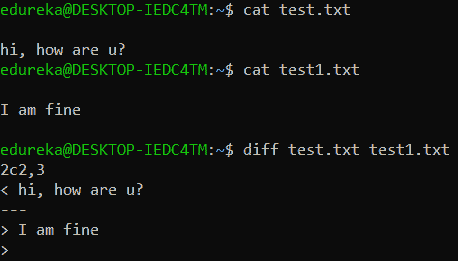 edureka@DESKTOP-IEDC4TM:~$ cat test.txt

hi, how are u?
edureka@DESKTOP-IEDC4TM:~$ cat test1.txt

I am fine

edureka@DESKTOP-IEDC4TM:~$ diff test.txt test1.txt
2c2,3
< hi, how are u?
---
> I am fine
>